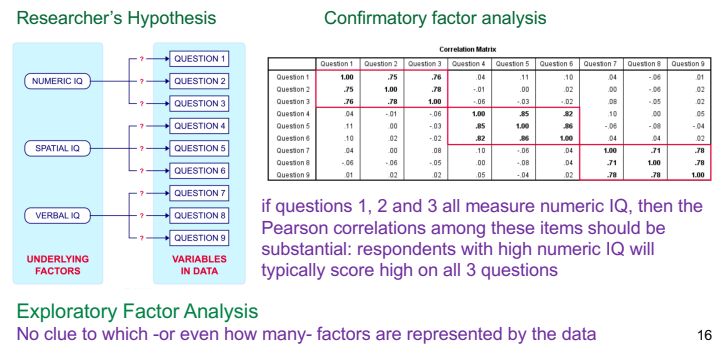 Researcher's Hypothesis
Confirmatory factor analysis
NUMERIC IQ
SPATIAL IQ
VERBAL IQ
?
?
?
?
?
?
?
?
?
QUESTION 1
QUESTION 2
QUESTION 3
QUESTION 4
QUESTION 5
QUESTION 6
QUESTION 7
QUESTION 8
QUESTION 9
UNDERLYING
FACTORS
VARIABLES
IN DATA
Correlation Matrix
Question 1 Question 2 Question 3 Question 4 Question 5 Question 6 Question 7 Question 8 Question 9
Question 1 1.00 .75 .76 .04 .11 .10 .04 -.06 .01
Question 2 .75 1.00 .78 -.01 .00 .02 .00 -.06 .02
Question 3 .76 .78 1.00 -.06 -.03 -.02 .08 -.05 .02
Question 4 .04 -.01 -.06 1.00 .85 .82 .10 .00 .05
Question 5 .11 .00 -.03 .85 1.00 .86 -.06 -.08 -.04
Question 6 .10 .02 -.02 .82 .86 1.00 .04 .04 .02
Question 7 .04 .00 .08 .10 -.06 .04 1.00 .71 .78
Question 8 -.06 -.06 -.05 .00 -.08 .04 .71 1.00 .78
Question 9 .01 .02 .02 .05 -.04 .02 .78 .78 1.00
if questions 1, 2 and 3 all measure numeric IQ, then the
Pearson correlations among these items should be
substantial: respondents with high numeric IQ will
typically score high on all 3 questions
Exploratory Factor Analysis
No clue to which -or even how many- factors are represented by the data
16